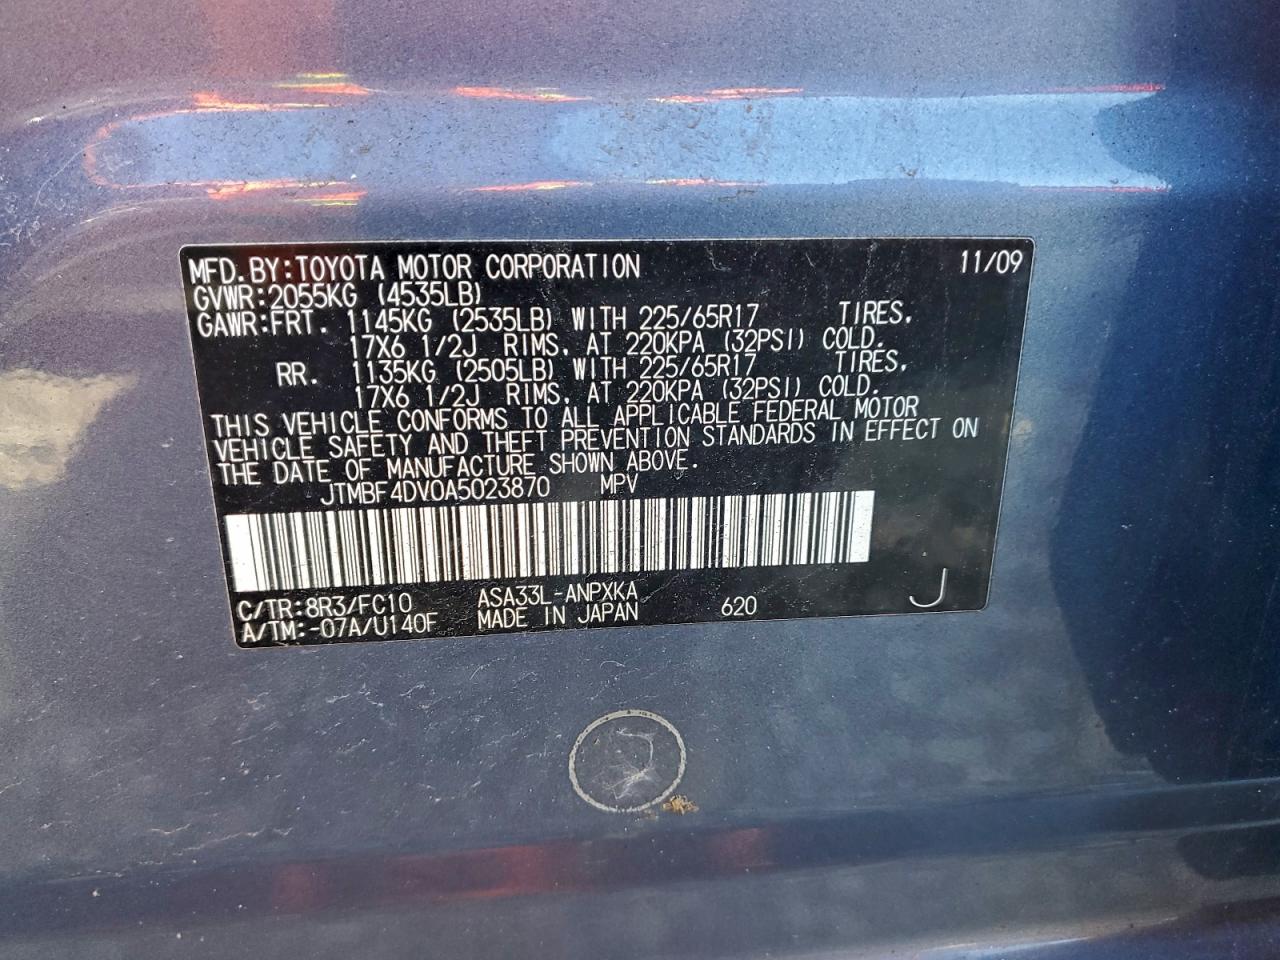 MFD.BY:TOYOTA MOTOR CORPORATION 11/09
GVWR:2055KG (4535LB)
GAWR:FRT. 1145KG (2535LB) WITH 225/65R17 TIRES,
17X6 1/2J RIMS, AT 220KPA (32PSI) COLD.
RR. 1135KG (2505LB) WITH 225/65R17 TIRES,
17X6 1/2J RIMS, AT 220KPA (32PSI) COLD.
THIS VEHICLE CONFORMS TO ALL APPLICABLE FEDERAL MOTOR
VEHICLE SAFETY AND THEFT PREVENTION STANDARDS IN EFFECT ON
THE DATE OF MANUFACTURE SHOWN ABOVE.
JTMBF4DV0A5023870 MPV
C/TR:8R3/FC10 ASA33L-ANPXKA 620 J
A/TM:-07A/U140F MADE IN JAPAN